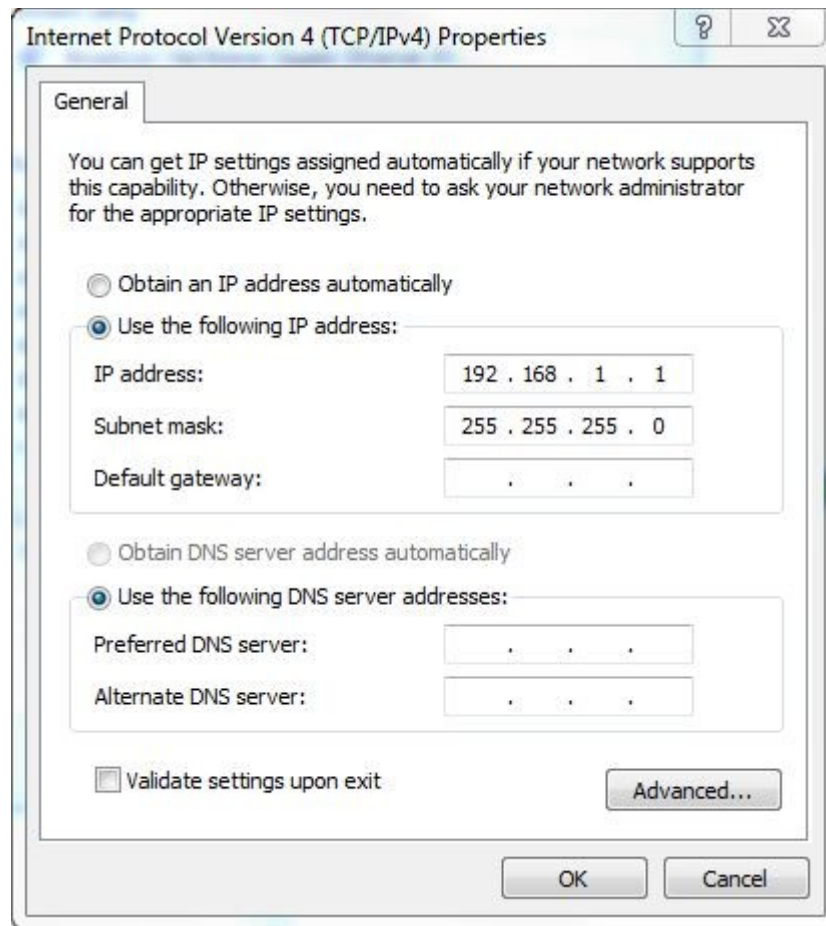 Internet Protocol Version 4 (TCP/IPv4) Properties
General
You can get IP settings assigned automatically if your network supports
this capability. Otherwise, you need to ask your network administrator
for the appropriate IP settings.
Obtain an IP address automatically
Use the following IP address:
IP address: 192 . 168 . 1 . 1
Subnet mask: 255 . 255 . 255 . 0
Default gateway: . . .
Obtain DNS server address automatically
Use the following DNS server addresses:
Preferred DNS server: . . .
Alternate DNS server: . . .
Validate settings upon exit
Advanced...
OK Cancel